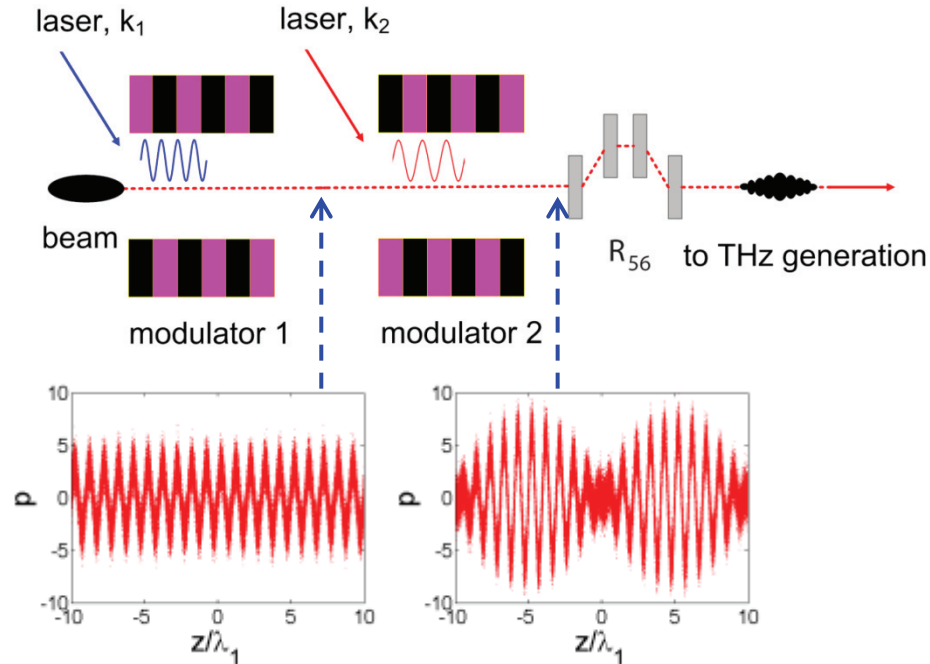 laser, k₁
laser, k₂
beam
R₅₆
to THz generation
modulator 1
modulator 2
10
5
0
-5
-10
p
-10
-5
0
5
10
z/λ₁
10
5
0
-5
-10
p
-10
-5
0
5
10
z/λ₁